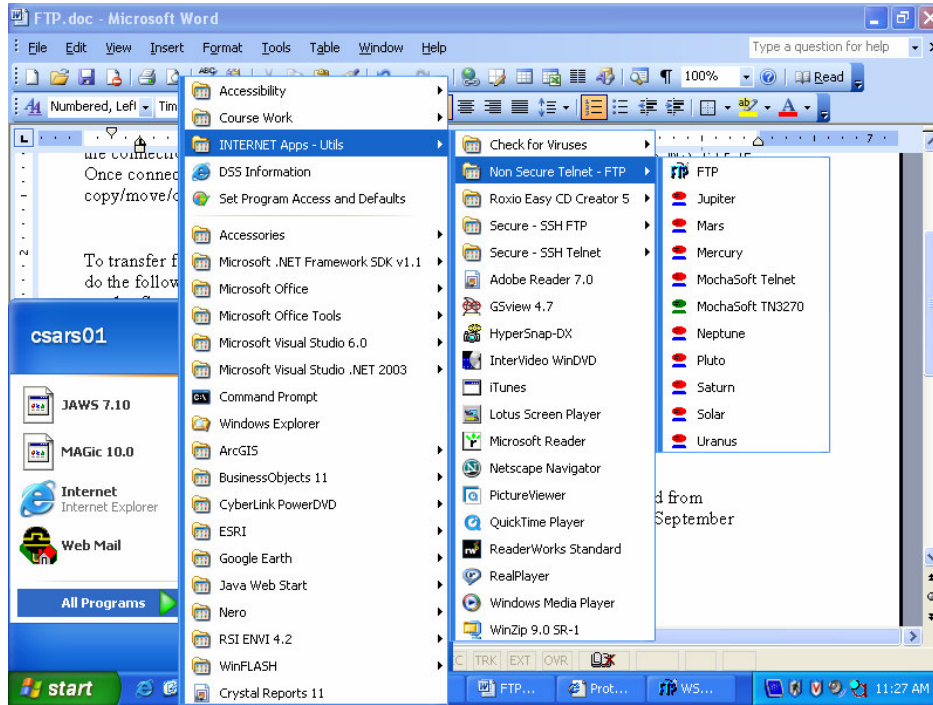 FTP.doc - Microsoft Word
File Edit View Insert Format Tools Table Window Help
Type a question for help
100%
Read
Numbered, Left
Tim
7
Once connec
copy/move/c
2
To transfer f
do the follow
d from
September
csars01
JAWS 7.10
MAGic 10.0
Internet
Internet Explorer
Web Mail
All Programs
Accessibility
Course Work
INTERNET Apps - Utils
DSS Information
Set Program Access and Defaults
Accessories
Microsoft .NET Framework SDK v1.1
Microsoft Office
Microsoft Office Tools
Microsoft Visual Studio 6.0
Microsoft Visual Studio .NET 2003
Command Prompt
Windows Explorer
ArcGIS
BusinessObjects 11
CyberLink PowerDVD
ESRI
Google Earth
Java Web Start
Nero
RSI ENVI 4.2
WinFLASH
Crystal Reports 11
Check for Viruses
Non Secure Telnet - FTP
Roxio Easy CD Creator 5
Secure - SSH FTP
Secure - SSH Telnet
Adobe Reader 7.0
GSview 4.7
HyperSnap-DX
InterVideo WinDVD
iTunes
Lotus Screen Player
Microsoft Reader
Netscape Navigator
PictureViewer
QuickTime Player
ReaderWorks Standard
RealPlayer
Windows Media Player
WinZip 9.0 SR-1
FTP
Jupiter
Mars
Mercury
MochaSoft Telnet
MochaSoft TN3270
Neptune
Pluto
Saturn
Solar
Uranus
C TRK EXT OVR
start
FTP...
Prot...
WS...
11:27 AM